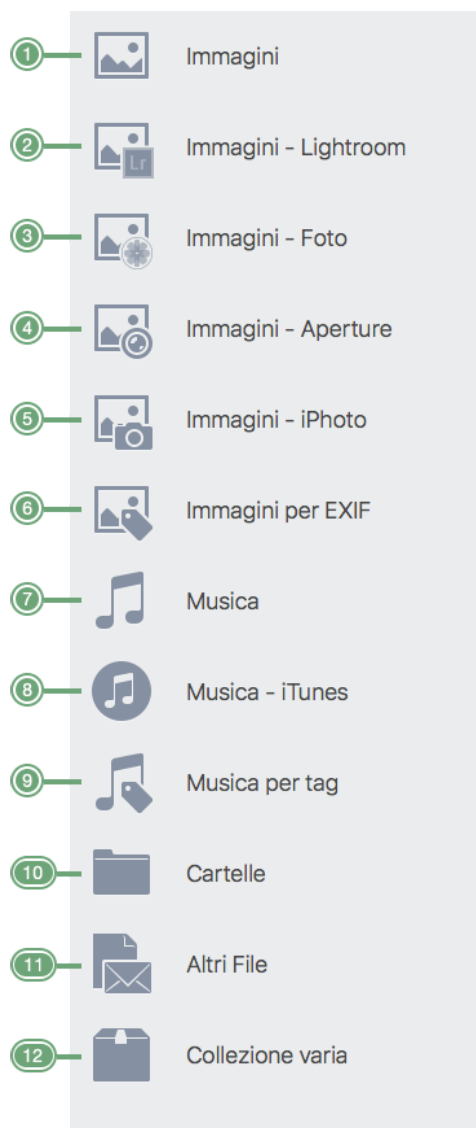 1 Immagini
2 Immagini - Lightroom
Lr
3 Immagini - Foto
4 Immagini - Aperture
5 Immagini - iPhoto
6 Immagini per EXIF
7 Musica
8 Musica - iTunes
9 Musica per tag
10 Cartelle
11 Altri File
12 Collezione varia